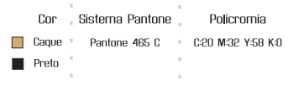 Cor Sistema Pantone Policromia
Caque Pantone 465 C C:20 M:32 Y:58 K:0
Preto